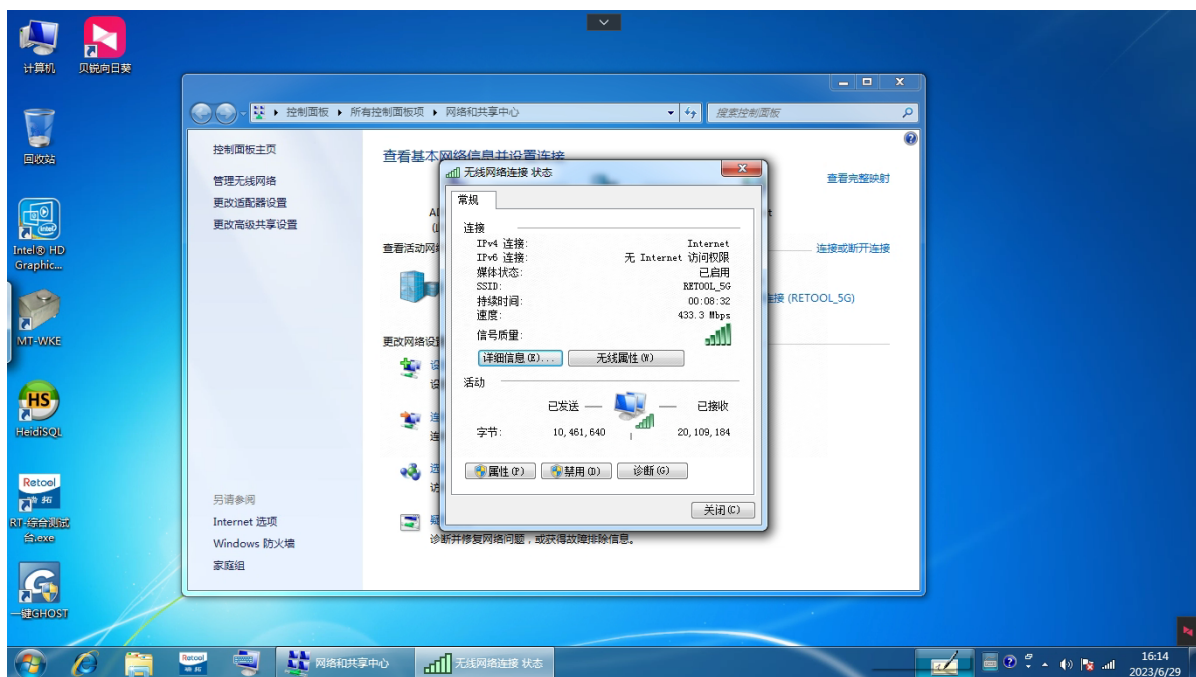 计算机
贝锐向日葵
回收站
Intel® HD
Graphic...
MT-WKE
HS
HeidiSQL
Retool
RT-综合测试
台.exe
一键GHOST
控制面板 ▸ 所有控制面板项 ▸ 网络和共享中心
搜索控制面板
控制面板主页
管理无线网络
更改适配器设置
更改高级共享设置
另请参阅
Internet 选项
Windows 防火墙
家庭组
查看基本网络信息并设置连接
查看完整映射
查看活动网
连接或断开连接
接 (RETOOL_5G)
更改网络设
诊断并修复网络问题，或获得故障排除信息。
无线网络连接 状态
常规
连接
IPv4 连接: Internet
IPv6 连接: 无 Internet 访问权限
媒体状态: 已启用
SSID: RETOOL_5G
持续时间: 00:08:32
速度: 433.3 Mbps
信号质量:
详细信息(E)... 无线属性(W)
活动
已发送 — — 已接收
字节: 10,461,640 20,109,184
属性(P) 禁用(D) 诊断(G)
关闭(C)
Retool
网络和共享中心
无线网络连接 状态
16:14
2023/6/29